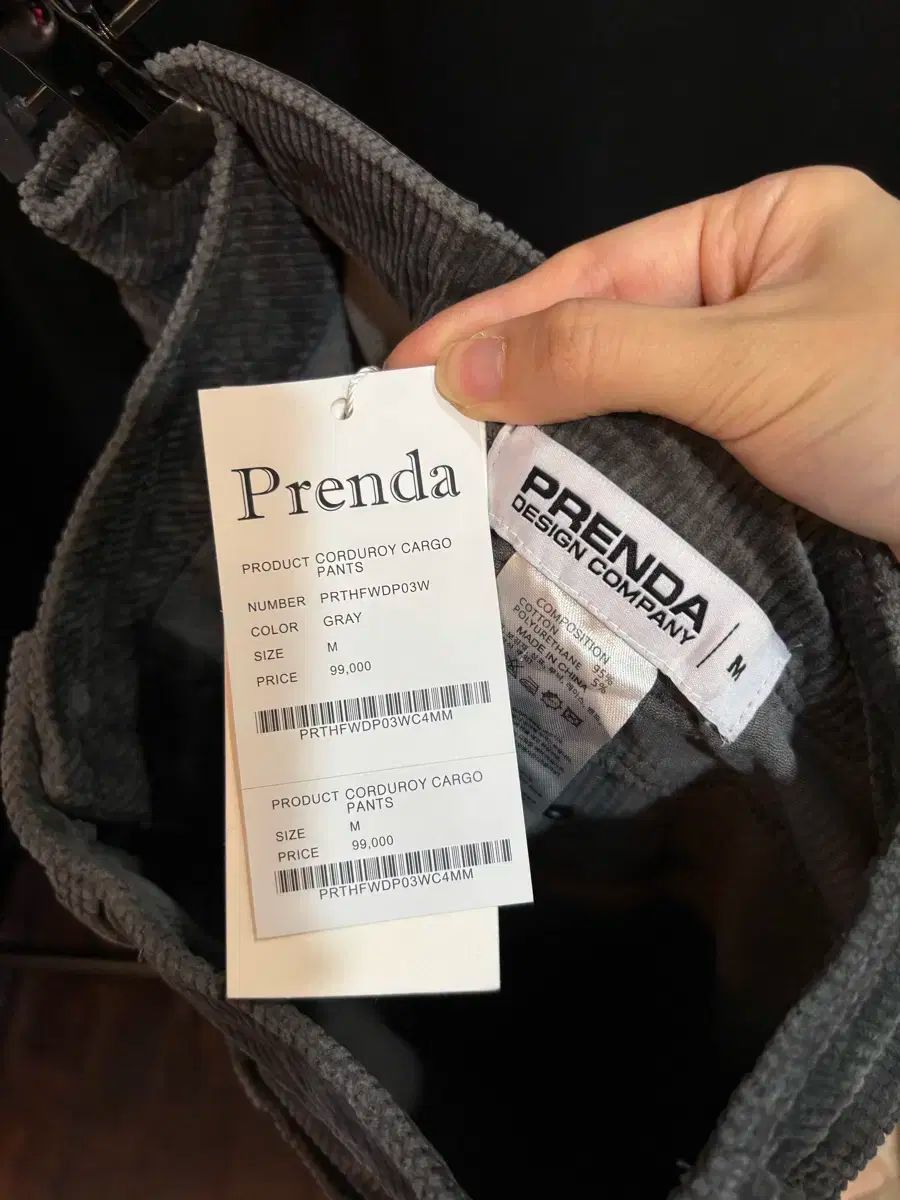 Prenda
PRODUCT CORDUROY CARGO
PANTS
NUMBER PRTHFWDP03W
COLOR GRAY
SIZE M
PRICE 99,000
PRTHFWDP03WC4MM
PRODUCT CORDUROY CARGO
PANTS
SIZE M
PRICE 99,000
PRTHFWDP03WC4MM
PRENDA
DESIGN COMPANY
M
COMPOSITION
COTTON 95%
POLYURETHANE 5%
MADE IN CHINA